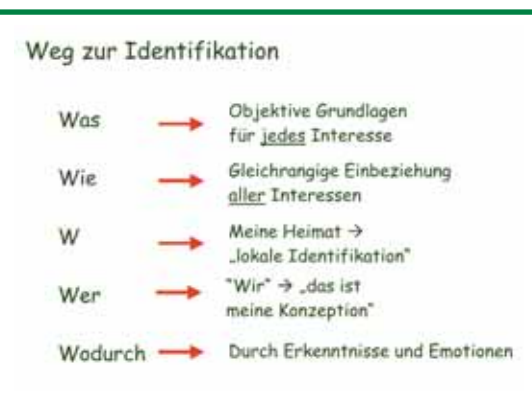 Weg zur Identifikation
Was → Objektive Grundlagen
für jedes Interesse
Wie → Gleichrangige Einbeziehung
aller Interessen
W → Meine Heimat →
„lokale Identifikation"
Wer → "Wir" → „das ist
meine Konzeption"
Wodurch → Durch Erkenntnisse und Emotionen